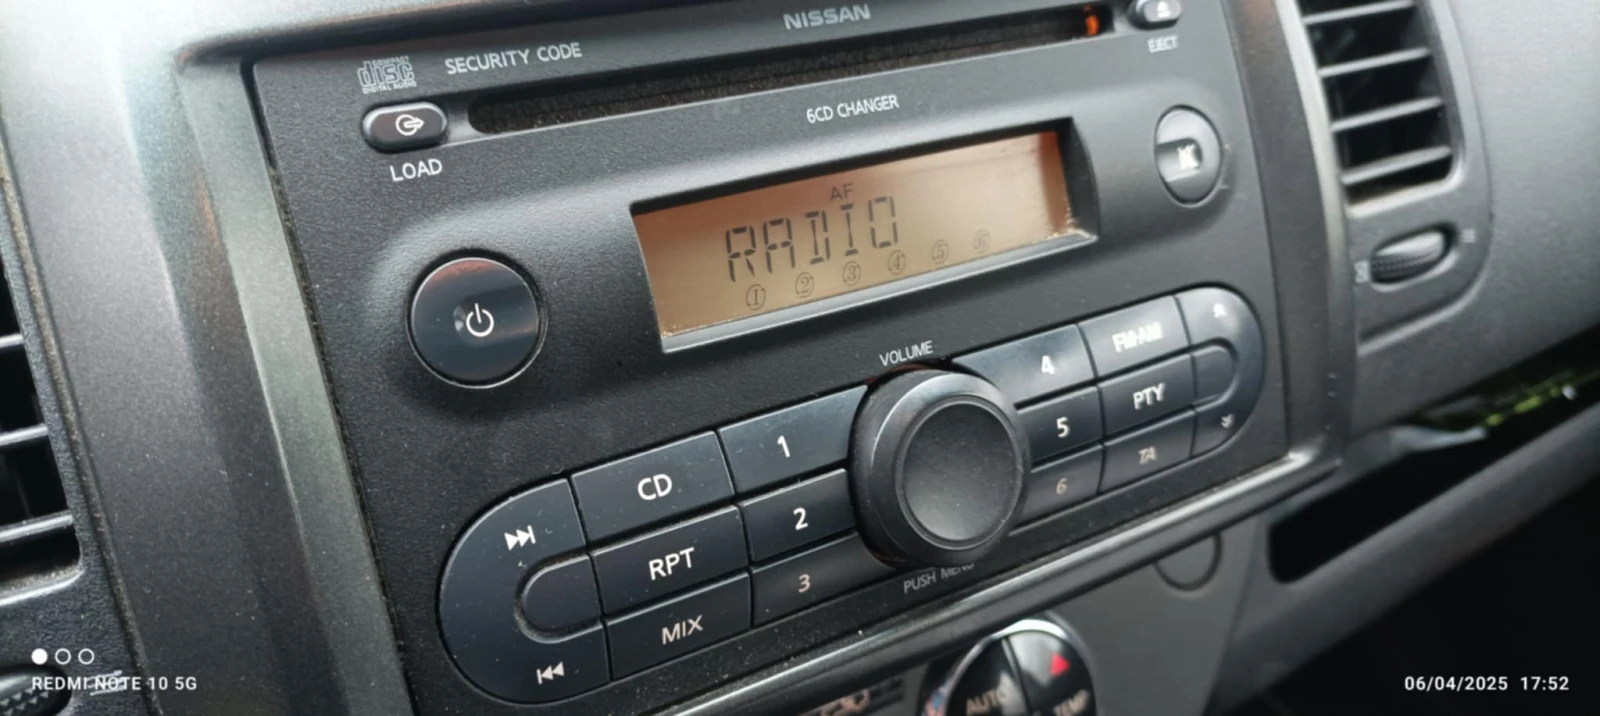 NISSAN
COMPACT
disc
DIGITAL AUDIO
SECURITY CODE
EJECT
6CD CHANGER
LOAD
AF
RADIO
① ② ③ ④ ⑤ ⑥
VOLUME
4
FM·AM
1
5
PTY
CD
2
6
TA
RPT
3
MIX
PUSH MENU
AUTO
TEMP
REDMI NOTE 10 5G
06/04/2025 17:52